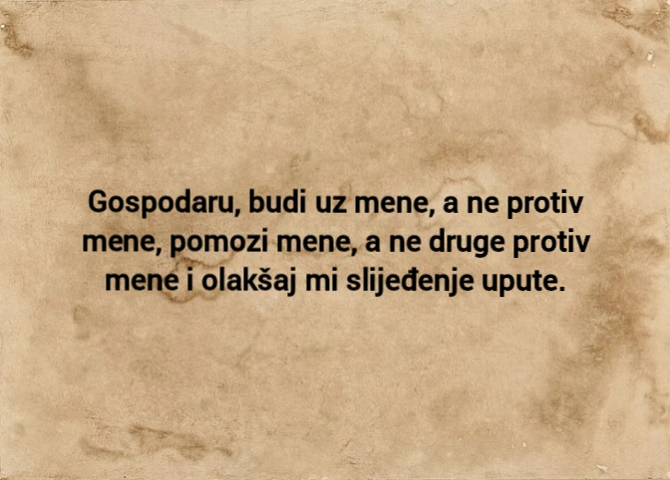 Gospodaru, budi uz mene, a ne protiv
mene, pomozi mene, a ne druge protiv
mene i olakšaj mi slijeđenje upute.